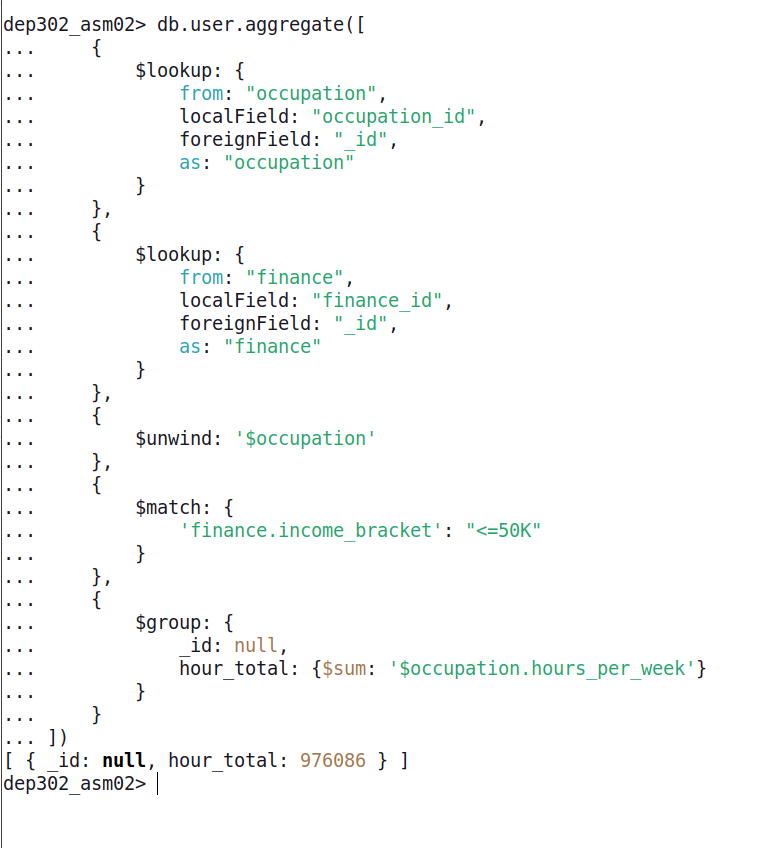 dep302_asm02> db.user.aggregate([
...     {
...         $lookup: {
...             from: "occupation",
...             localField: "occupation_id",
...             foreignField: "_id",
...             as: "occupation"
...         }
...     },
...     {
...         $lookup: {
...             from: "finance",
...             localField: "finance_id",
...             foreignField: "_id",
...             as: "finance"
...         }
...     },
...     {
...         $unwind: '$occupation'
...     },
...     {
...         $match: {
...             'finance.income_bracket': "<=50K"
...         }
...     },
...     {
...         $group: {
...             _id: null,
...             hour_total: {$sum: '$occupation.hours_per_week'}
...         }
...     }
... ])
[ { _id: null, hour_total: 976086 } ]
dep302_asm02>